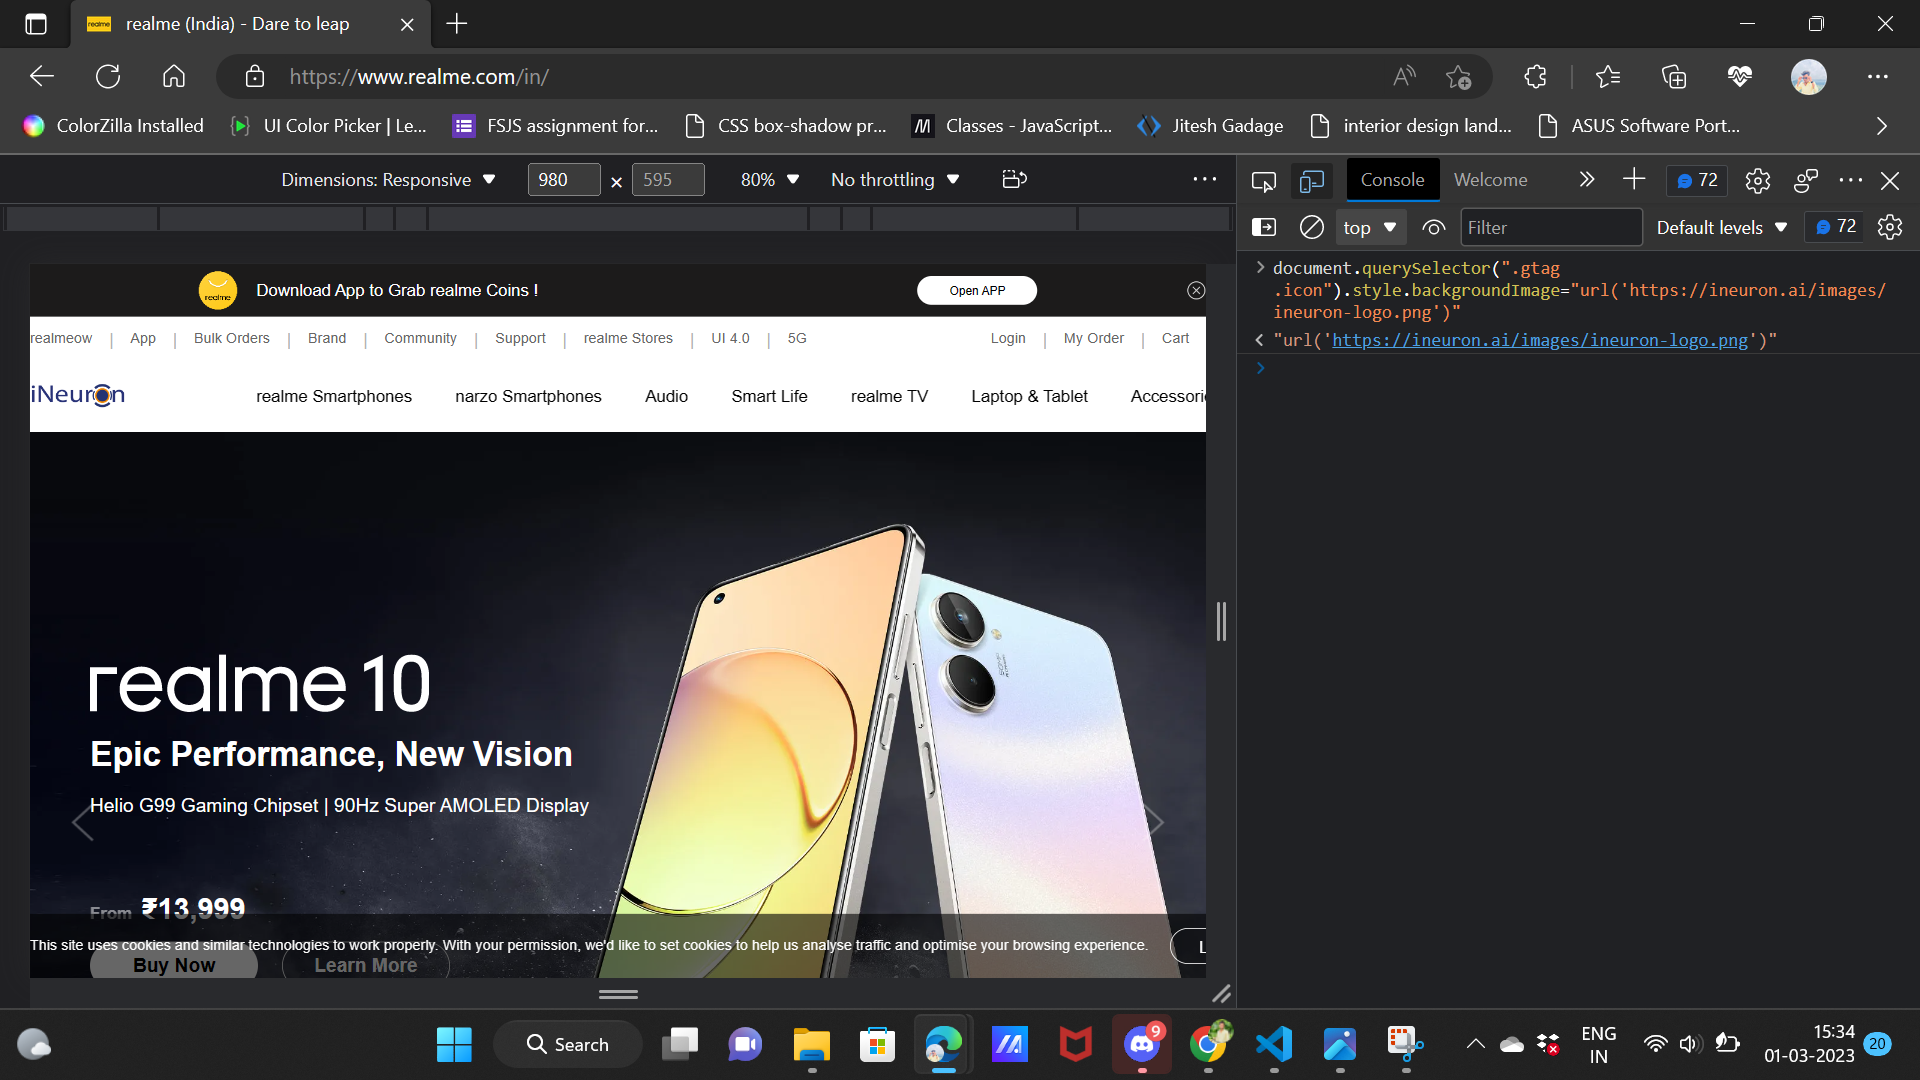 realme realme (India) - Dare to leap
https://www.realme.com/in/
ColorZilla Installed UI Color Picker | Le... FSJS assignment for... CSS box-shadow pr... Classes - JavaScript... Jitesh Gadage interior design land... ASUS Software Port...
Dimensions: Responsive 980 × 595 80% No throttling
Console Welcome 72
top Filter Default levels 72
document.querySelector(".gtag
.icon").style.backgroundImage="url('https://ineuron.ai/images/
ineuron-logo.png')"
"url('https://ineuron.ai/images/ineuron-logo.png')"
realme Download App to Grab realme Coins ! Open APP
realmeow | App | Bulk Orders | Brand | Community | Support | realme Stores | UI 4.0 | 5G Login | My Order | Cart
iNeuron realme Smartphones narzo Smartphones Audio Smart Life realme TV Laptop & Tablet Accessori
realme 10
Epic Performance, New Vision
Helio G99 Gaming Chipset | 90Hz Super AMOLED Display
From ₹13,999
This site uses cookies and similar technologies to work properly. With your permission, we'd like to set cookies to help us analyse traffic and optimise your browsing experience. L
Buy Now Learn More
Search
9
ENG
IN
15:34
01-03-2023
20